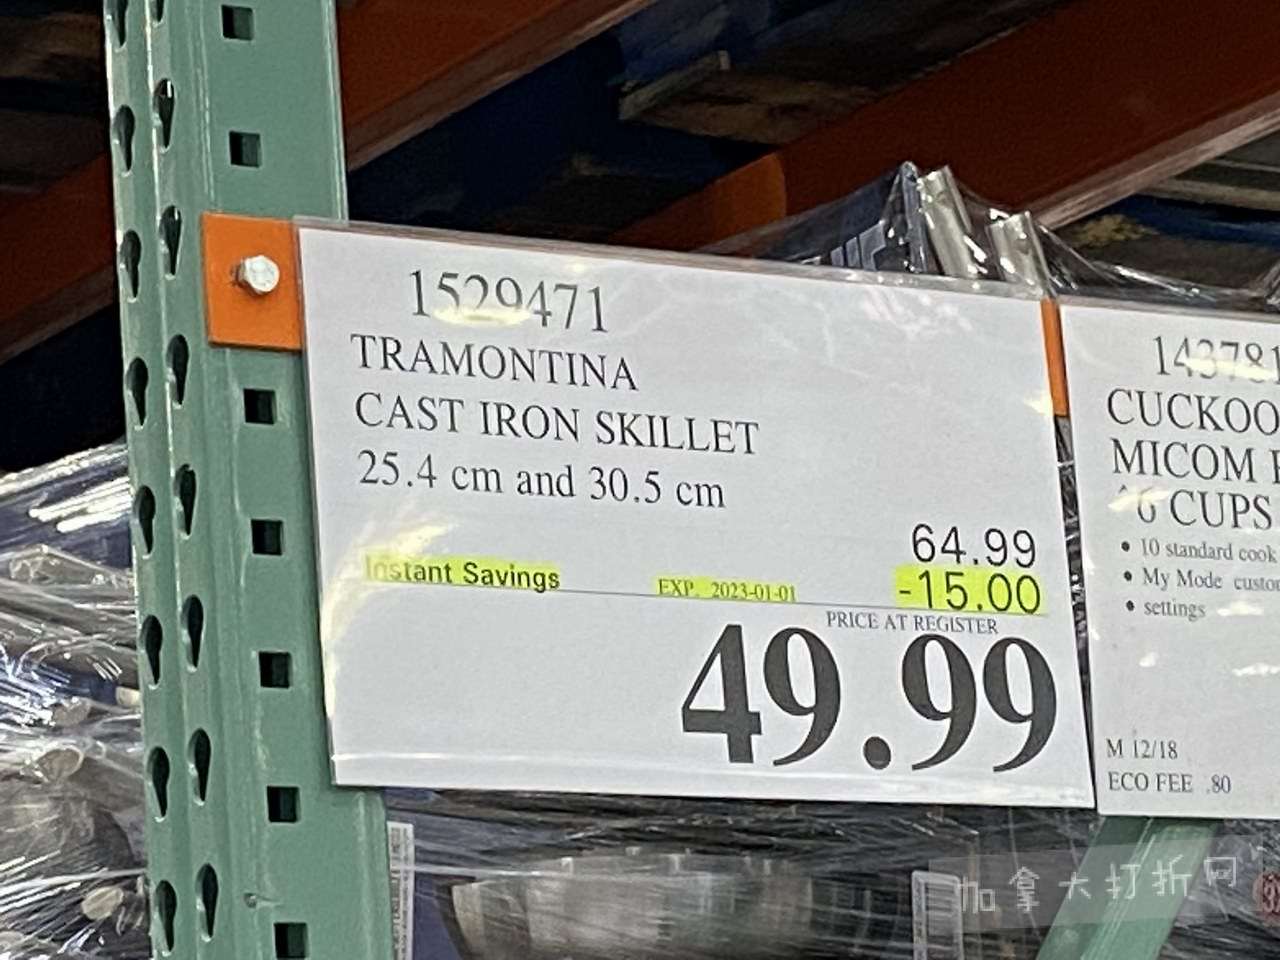 1529471
TRAMONTINA
CAST IRON SKILLET
25.4 cm and 30.5 cm
64.99
Instant Savings EXP. 2023-01-01 -15.00
PRICE AT REGISTER
49.99
143781
CUCKOO
MICOM
6 CUPS
• 10 standard cook
• My Mode custom
• settings
M 12/18
ECO FEE .80
加拿大打折网